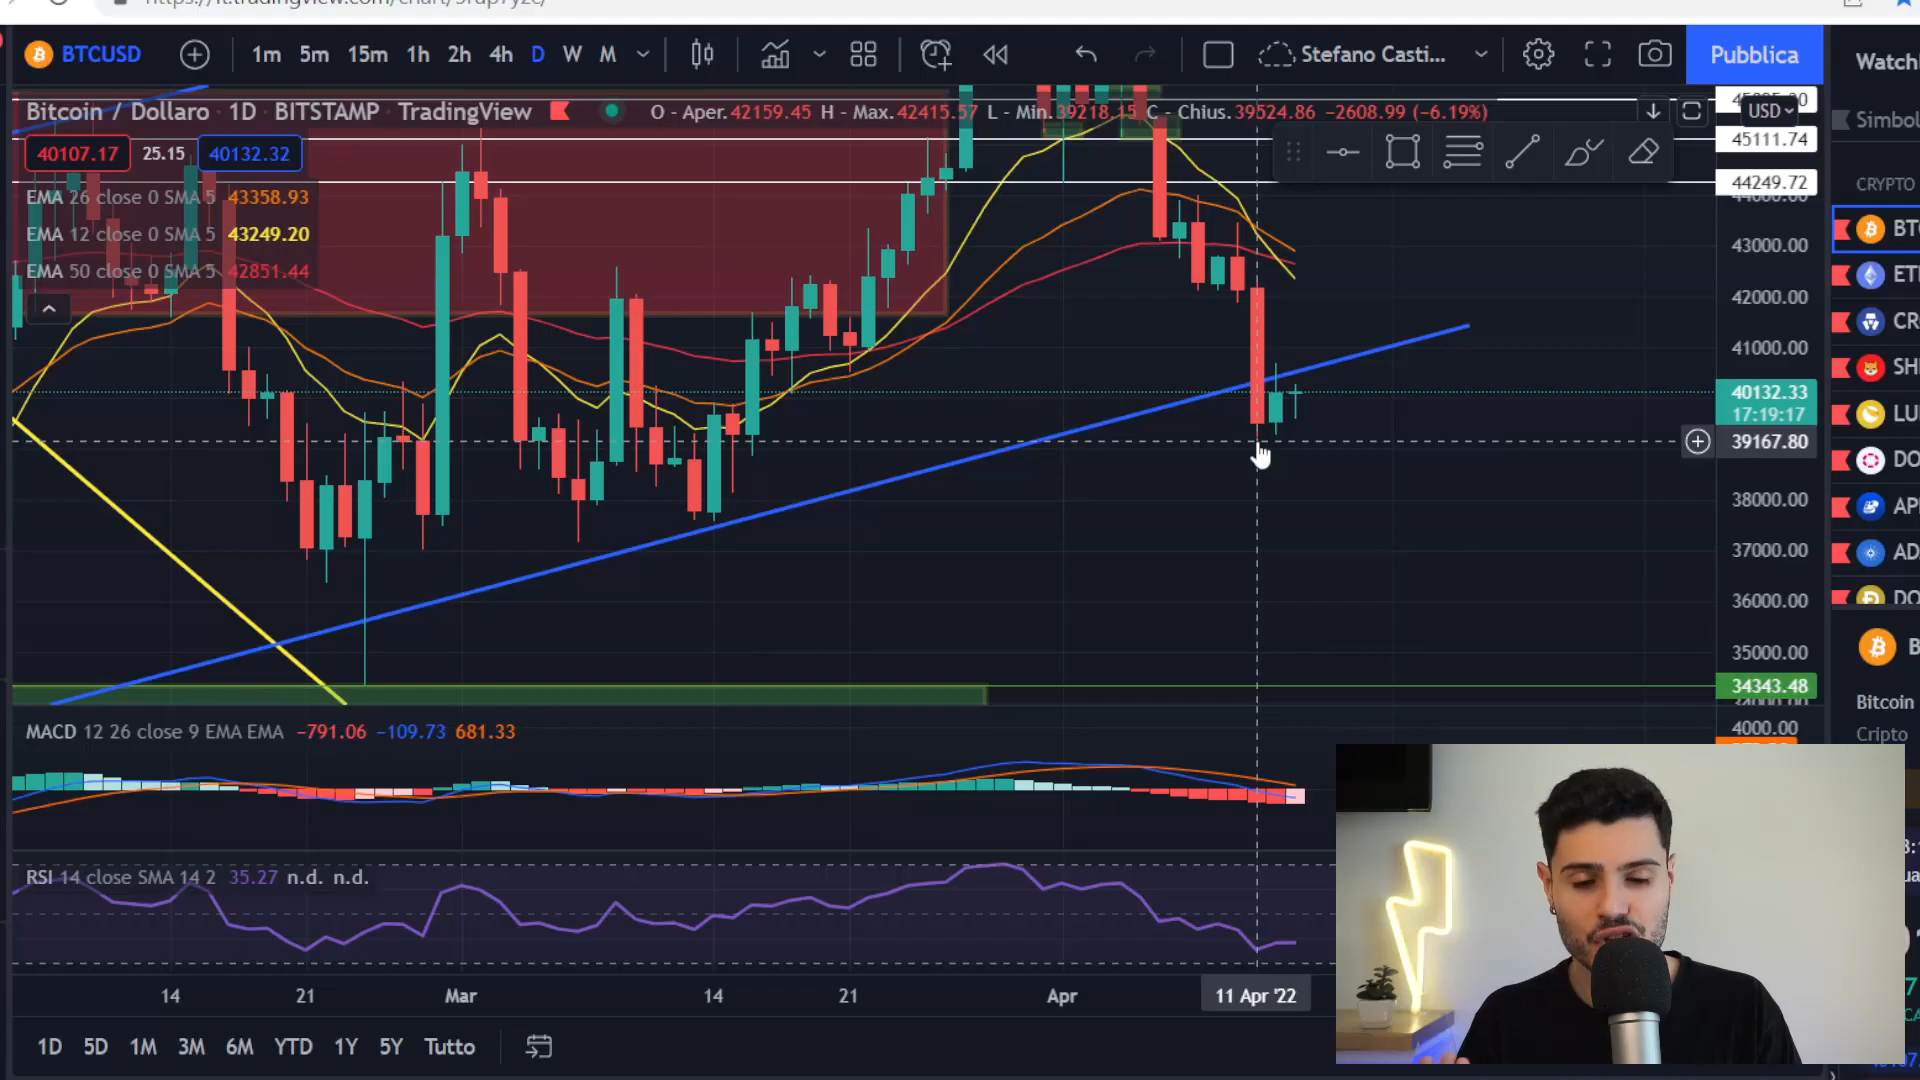 BTCUSD 1m 5m 15m 1h 2h 4h D W M Stefano Casti... Pubblica
Watchl
Bitcoin / Dollaro 1D BITSTAMP TradingView O - Aper.42159.45 H - Max.42415.57 L - Min.39218.15 C - Chius.39524.86 −2608.99 (−6.19%)
USD
Simbol
40107.17 25.15 40132.32
45111.74
44249.72
CRYPTO
EMA 26 close 0 SMA 5 43358.93
EMA 12 close 0 SMA 5 43249.20
EMA 50 close 0 SMA 5 42851.44
44000.00
43000.00
42000.00
41000.00
40132.33
17:19:17
39167.80
38000.00
37000.00
36000.00
35000.00
34343.48
BT
ET
CR
SH
LU
DO
AP
AD
DO
B
Bitcoin
Cripto
MACD 12 26 close 9 EMA EMA −791.06 −109.73 681.33
4000.00
RSI 14 close SMA 14 2 35.27 n.d. n.d.
14 21 Mar 14 21 Apr 11 Apr '22
1D 5D 1M 3M 6M YTD 1Y 5Y Tutto